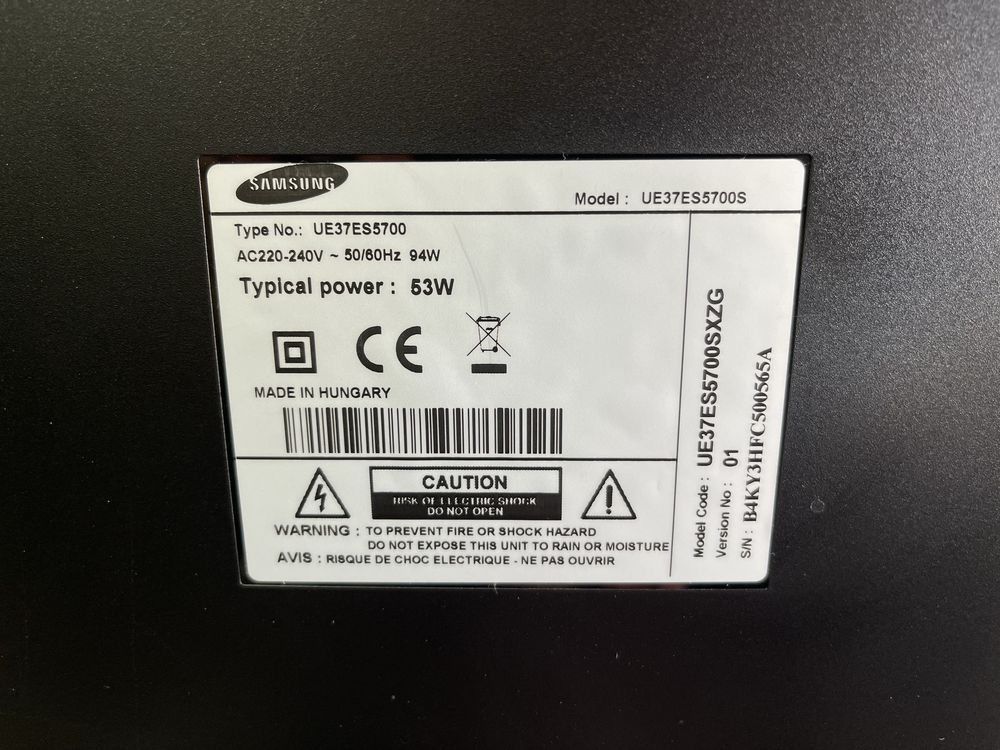 SAMSUNG
Model : UE37ES5700S
Type No.: UE37ES5700
AC220-240V ~ 50/60Hz 94W
Typical power : 53W
CE
MADE IN HUNGARY
CAUTION
RISK OF ELECTRIC SHOCK
DO NOT OPEN
WARNING : TO PREVENT FIRE OR SHOCK HAZARD
DO NOT EXPOSE THIS UNIT TO RAIN OR MOISTURE
AVIS : RISQUE DE CHOC ELECTRIQUE - NE PAS OUVRIR
Model Code : UE37ES5700SXZG
Version No : 01
S/N : B4KY3HFC500565A